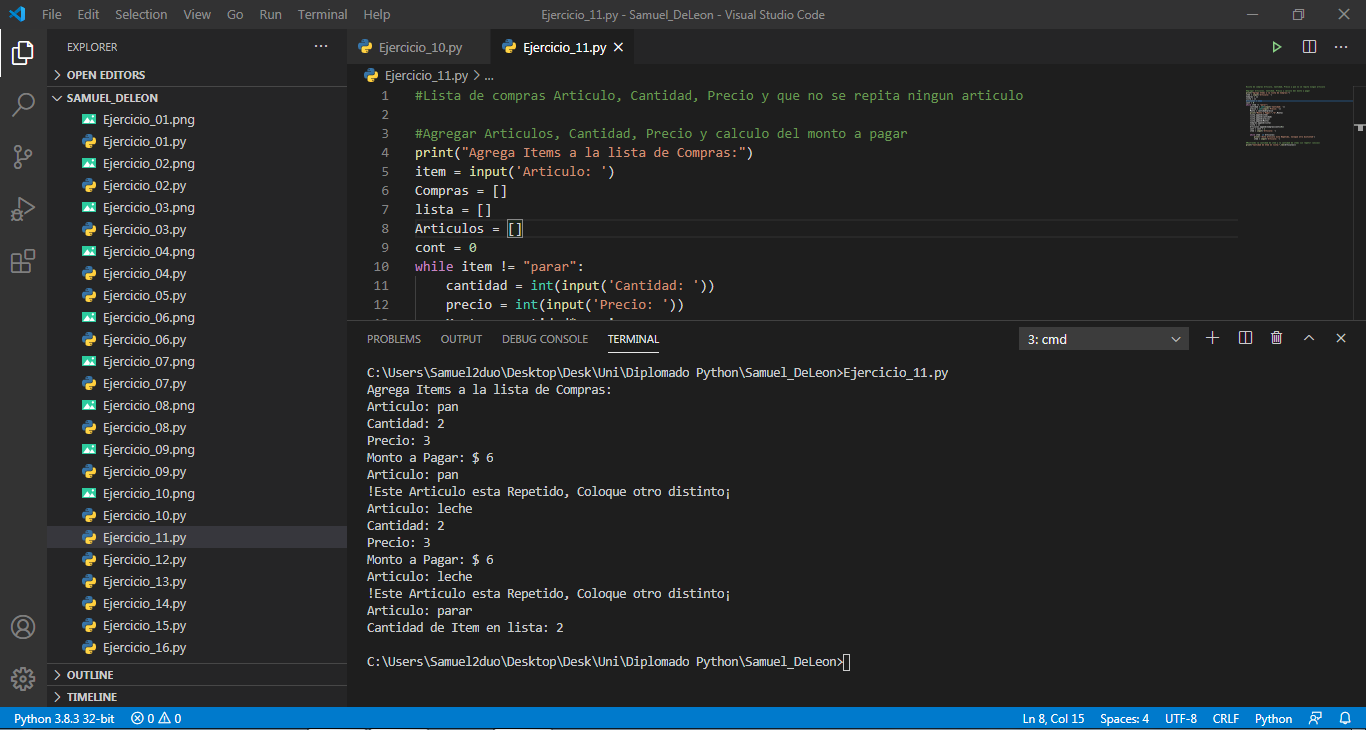 File Edit Selection View Go Run Terminal Help Ejercicio_11.py - Samuel_DeLeon - Visual Studio Code
EXPLORER
OPEN EDITORS
SAMUEL_DELEON
Ejercicio_01.png
Ejercicio_01.py
Ejercicio_02.png
Ejercicio_02.py
Ejercicio_03.png
Ejercicio_03.py
Ejercicio_04.png
Ejercicio_04.py
Ejercicio_05.py
Ejercicio_06.png
Ejercicio_06.py
Ejercicio_07.png
Ejercicio_07.py
Ejercicio_08.png
Ejercicio_08.py
Ejercicio_09.png
Ejercicio_09.py
Ejercicio_10.png
Ejercicio_10.py
Ejercicio_11.py
Ejercicio_12.py
Ejercicio_13.py
Ejercicio_14.py
Ejercicio_15.py
Ejercicio_16.py
OUTLINE
TIMELINE
Ejercicio_10.py Ejercicio_11.py
Ejercicio_11.py > ...
1 #Lista de compras Articulo, Cantidad, Precio y que no se repita ningun articulo
2
3 #Agregar Articulos, Cantidad, Precio y calculo del monto a pagar
4 print("Agrega Items a la lista de Compras:")
5 item = input('Articulo: ')
6 Compras = []
7 lista = []
8 Articulos = []
9 cont = 0
10 while item != "parar":
11 cantidad = int(input('Cantidad: '))
12 precio = int(input('Precio: '))
PROBLEMS OUTPUT DEBUG CONSOLE TERMINAL 3: cmd
C:\Users\Samuel2duo\Desktop\Desk\Uni\Diplomado Python\Samuel_DeLeon>Ejercicio_11.py
Agrega Items a la lista de Compras:
Articulo: pan
Cantidad: 2
Precio: 3
Monto a Pagar: $ 6
Articulo: pan
!Este Articulo esta Repetido, Coloque otro distinto¡
Articulo: leche
Cantidad: 2
Precio: 3
Monto a Pagar: $ 6
Articulo: leche
!Este Articulo esta Repetido, Coloque otro distinto¡
Articulo: parar
Cantidad de Item en lista: 2
C:\Users\Samuel2duo\Desktop\Desk\Uni\Diplomado Python\Samuel_DeLeon>
Python 3.8.3 32-bit 0 0 Ln 8, Col 15 Spaces: 4 UTF-8 CRLF Python